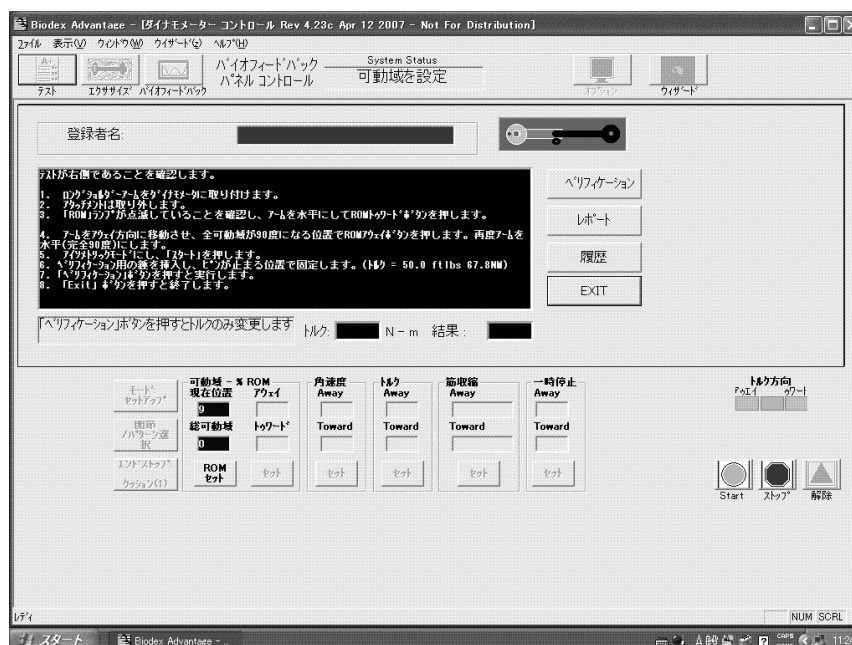 Biodex Advantage - [ダイナモメーター コントロール Rev 4.23c Apr 12 2007 - Not For Distribution]
ファイル 表示(V) ウィンドウ(W) ウィザード(Z) ヘルプ(H)
テスト エクササイズ バイオフィードバック
バイオフィードバック
パネル コントロール
System Status
可動域を設定
オプション ウィザード
登録者名:
テストが右側であることを確認します。
1. ロングショルダーアームをダイナモメータに取り付けます。
2. アタッチメントは取り外します。
3. 「ROM」ランプが点滅していることを確認し、アームを水平にしてROMトゥワードボタンを押します。
4. アームをアウェイ方向に移動させ、全可動域が90度になる位置でROMアウェイボタンを押します。再度アームを
水平(完全90度)にします。
5. アイソメトリックモードにし、「スタート」を押します。
6. ベリフィケーション用の錘を挿入し、ピンが止まる位置で固定します。(トルク = 50.0 ftlbs 67.8NM)
7. 「ベリフィケーション」ボタンを押すと実行します。
8. 「Exit」ボタンを押すと終了します。
ベリフィケーション
レポート
履歴
EXIT
「ベリフィケーション」ボタンを押すとトルクのみ変更します トルク: N - m 結果:
モード
セットアップ
関節
/パターン選
択
エンドストップ
クッション(1)
可動域 - % ROM
現在位置 アウェイ
9
総可動域 トゥワード
0
ROM
セット セット
角速度
Away
Toward
セット
トルク
Away
Toward
セット
筋収縮
Away
Toward
セット
一時停止
Away
Toward
セット
トルク方向
アウエイ ゥワート
Start ストップ 解除
レディ NUM SCRL
スタート Biodex Advantage - ... A 般 CAPS 11:24